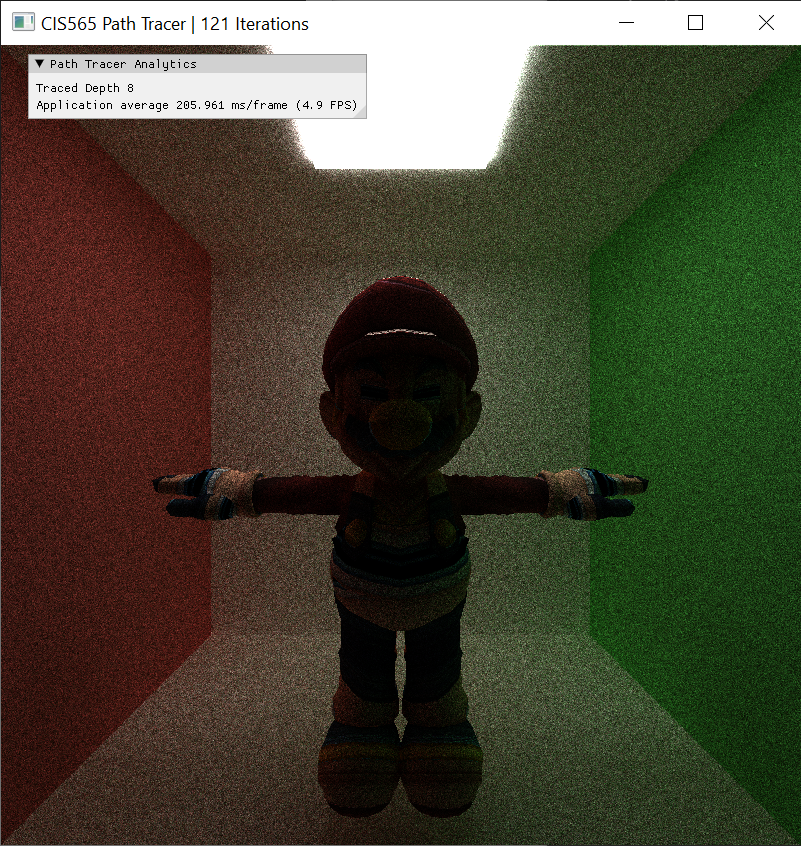 CIS565 Path Tracer | 121 Iterations
Path Tracer Analytics
Traced Depth 8
Application average 205.961 ms/frame (4.9 FPS)